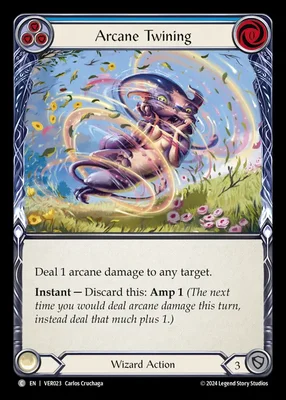 Arcane Twining
Deal 1 arcane damage to any target.
Instant — Discard this: Amp 1 (The next
time you would deal arcane damage this turn,
instead deal that much plus 1.)
Wizard Action
3
C EN | VER023 Carlos Cruchaga
© 2024 Legend Story Studios